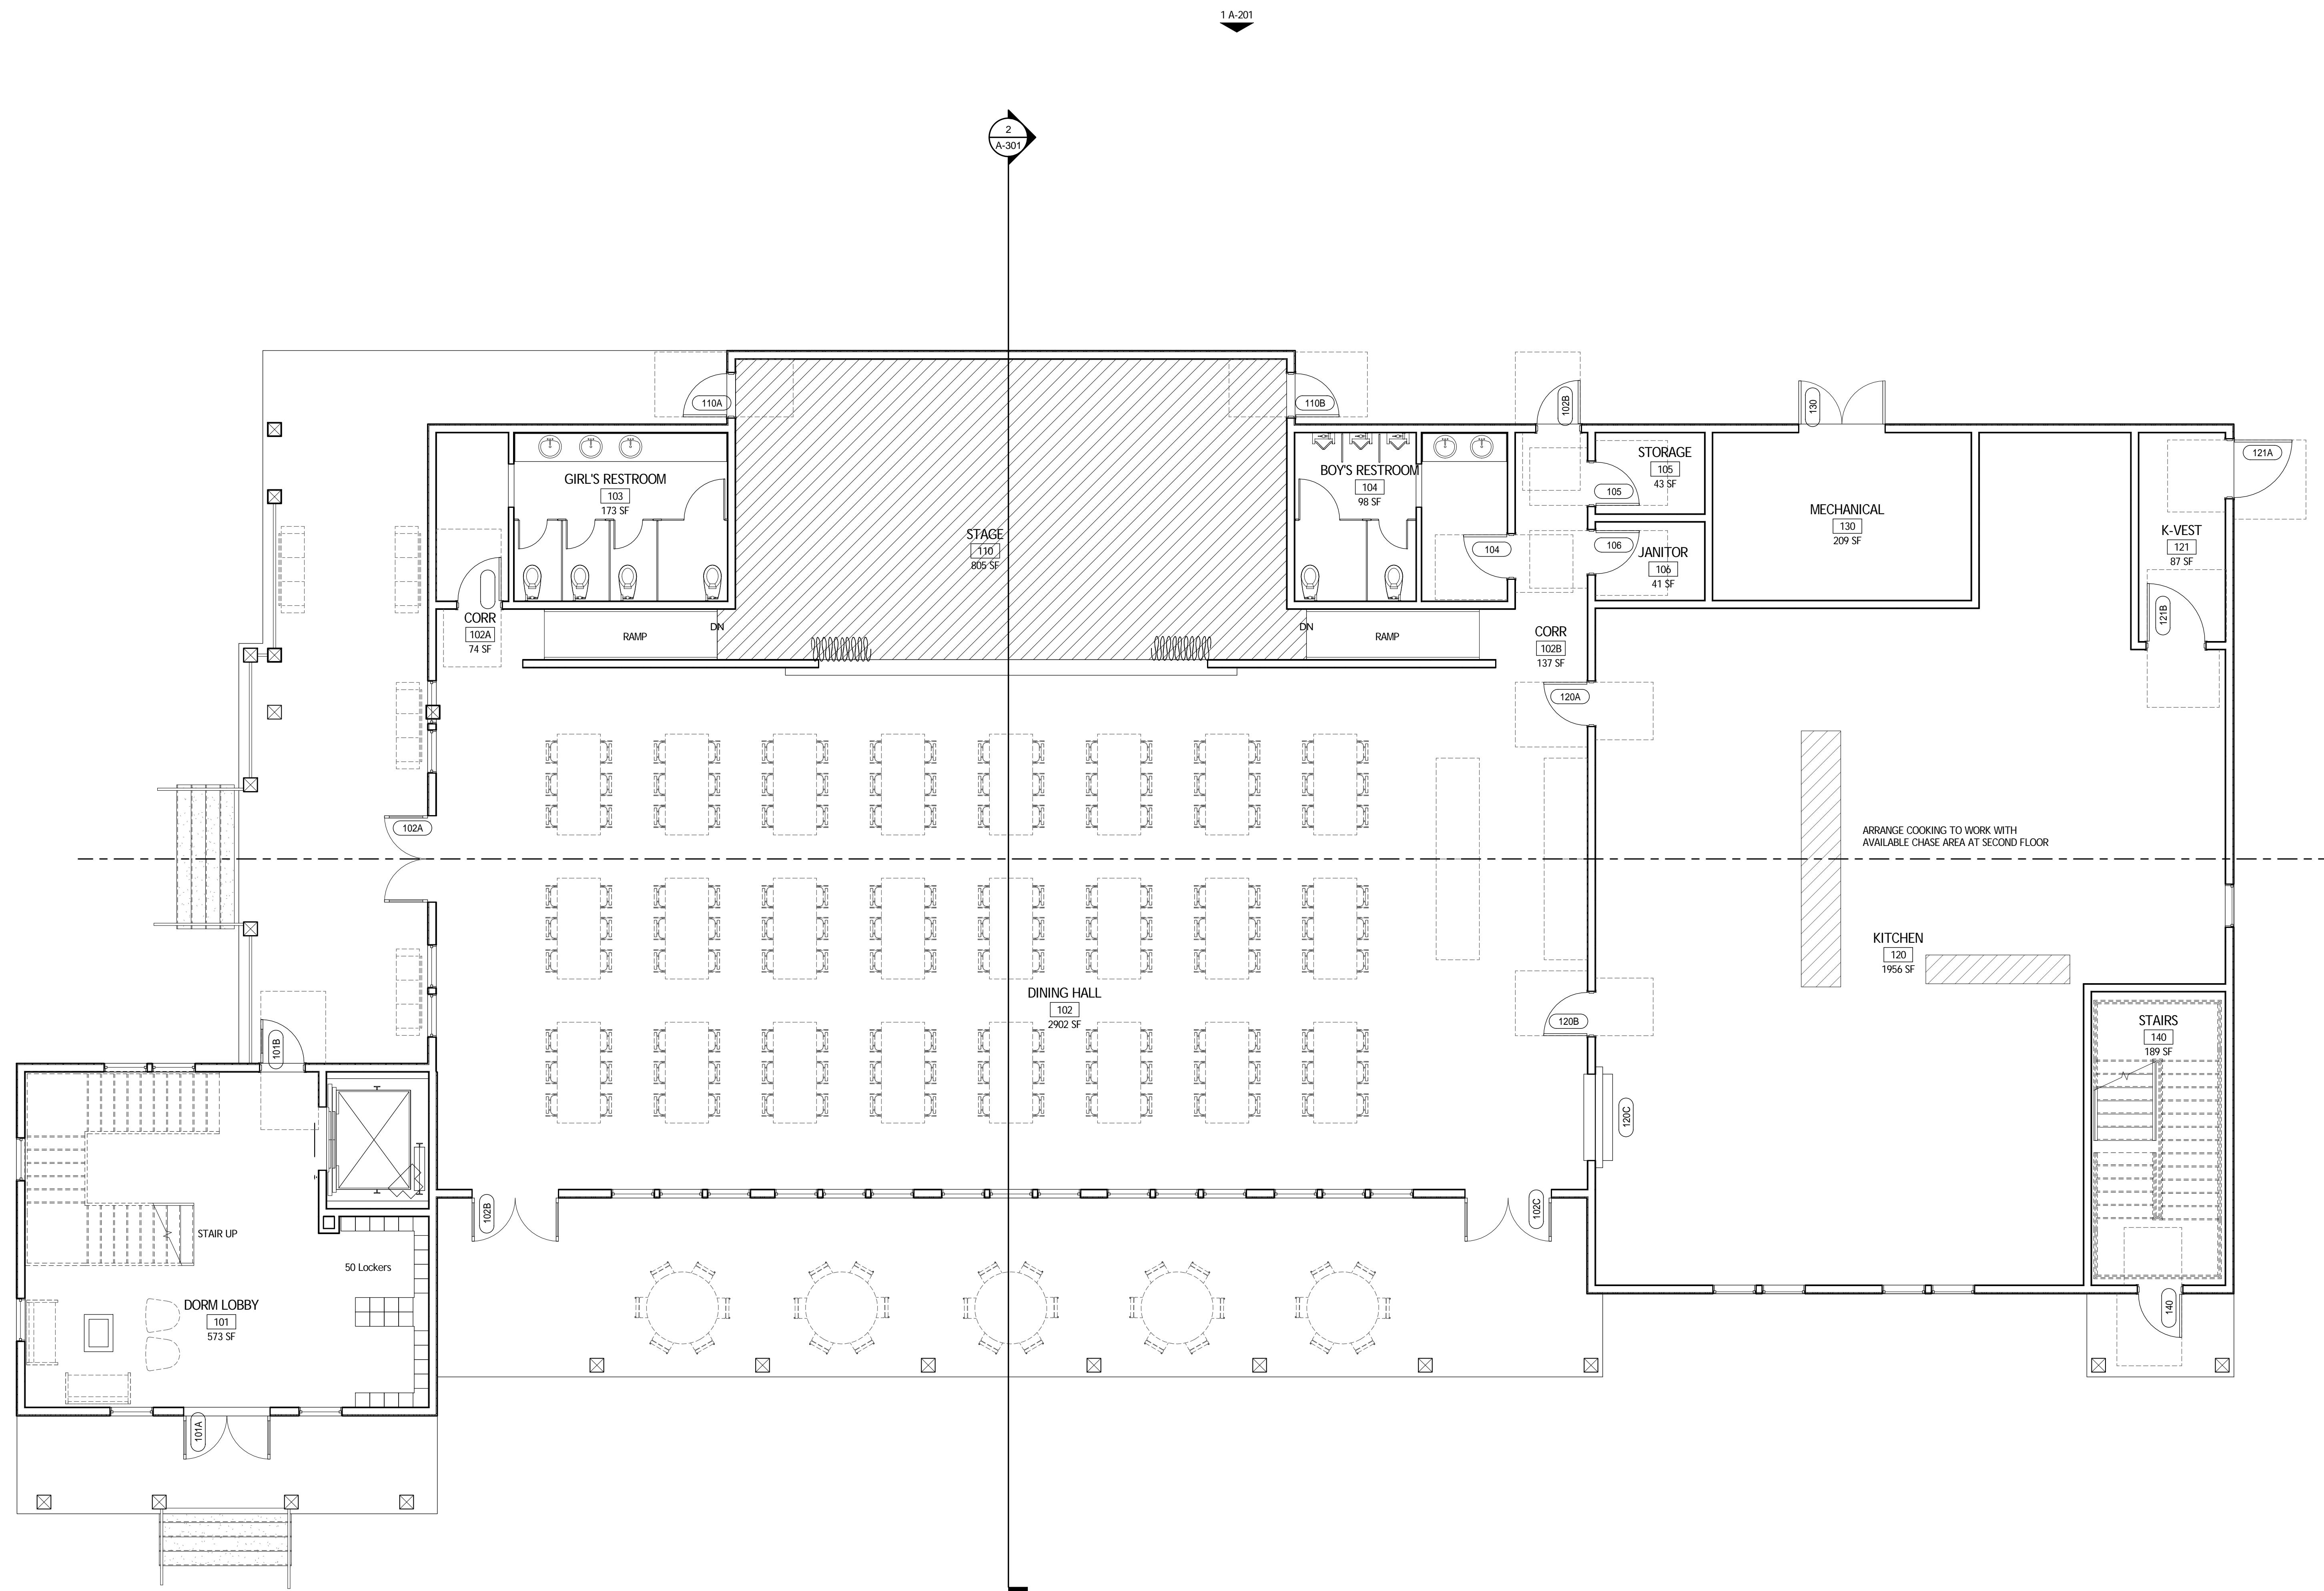 1 A-201
2
A-301
110A
110B
102B
130
121A
GIRL'S RESTROOM
103
173 SF
BOY'S RESTROOM
104
98 SF
STORAGE
105
43 SF
105
MECHANICAL
130
209 SF
K-VEST
121
87 SF
STAGE
110
805 SF
104
106
JANITOR
106
41 SF
121B
CORR
102A
74 SF
RAMP
DN
DN
RAMP
CORR
102B
137 SF
120A
102A
ARRANGE COOKING TO WORK WITH
AVAILABLE CHASE AREA AT SECOND FLOOR
KITCHEN
120
1956 SF
DINING HALL
102
2902 SF
120B
STAIRS
140
189 SF
101B
120C
102B
102C
STAIR UP
50 Lockers
DORM LOBBY
101
573 SF
140
101A